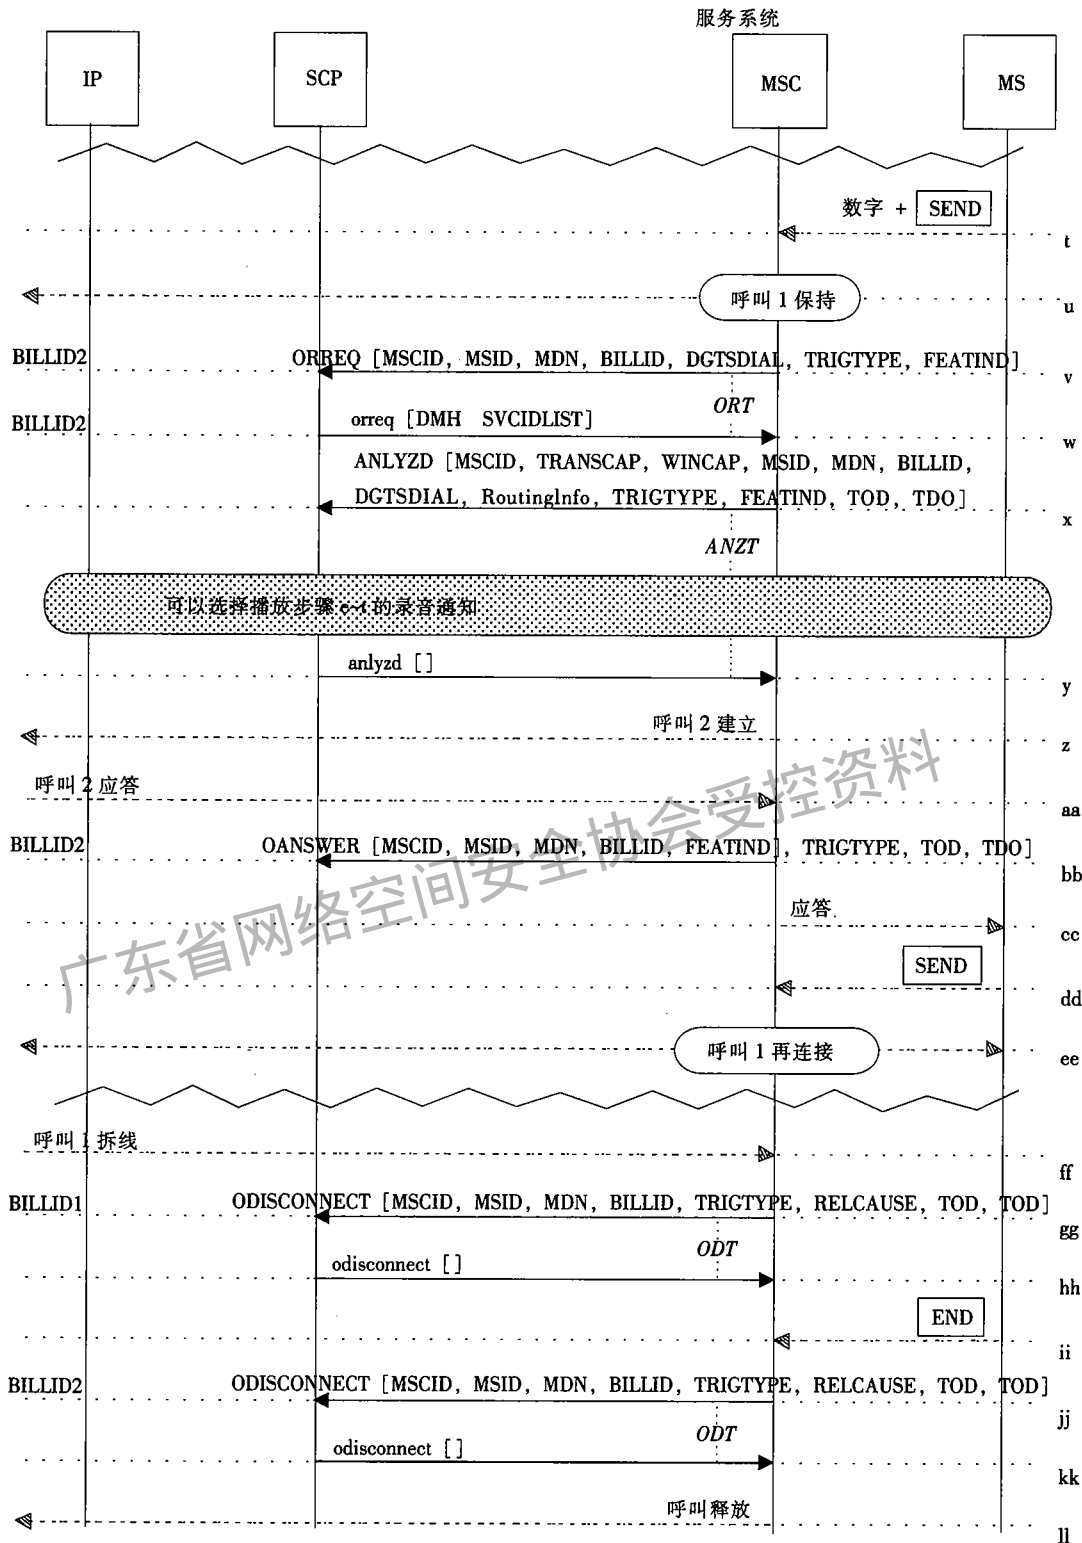 服务系统
IP
SCP
MSC
MS
数字 + SEND
t
呼叫1保持
u
BILLID2
ORREQ [MSCID, MSID, MDN, BILLID, DGTSDIAL, TRIGTYPE, FEATIND]
v
ORT
BILLID2
orreq [DMH SVCIDLIST]
w
ANLYZD [MSCID, TRANSCAP, WINCAP, MSID, MDN, BILLID,
DGTSDIAL, RoutingInfo, TRIGTYPE, FEATIND, TOD, TDO]
x
ANZT
可以选择播放步骤e~t的录音通知
anlyzd []
y
呼叫2建立
z
呼叫2应答
aa
BILLID2
OANSWER [MSCID, MSID, MDN, BILLID, FEATIND], TRIGTYPE, TOD, TDO]
bb
应答
cc
SEND
dd
呼叫1再连接
ee
呼叫1拆线
ff
BILLID1
ODISCONNECT [MSCID, MSID, MDN, BILLID, TRIGTYPE, RELCAUSE, TOD, TOD]
gg
ODT
odisconnect []
hh
END
ii
BILLID2
ODISCONNECT [MSCID, MSID, MDN, BILLID, TRIGTYPE, RELCAUSE, TOD, TOD]
jj
ODT
odisconnect []
kk
呼叫释放
ll
广东省网络空间安全协会受控资料